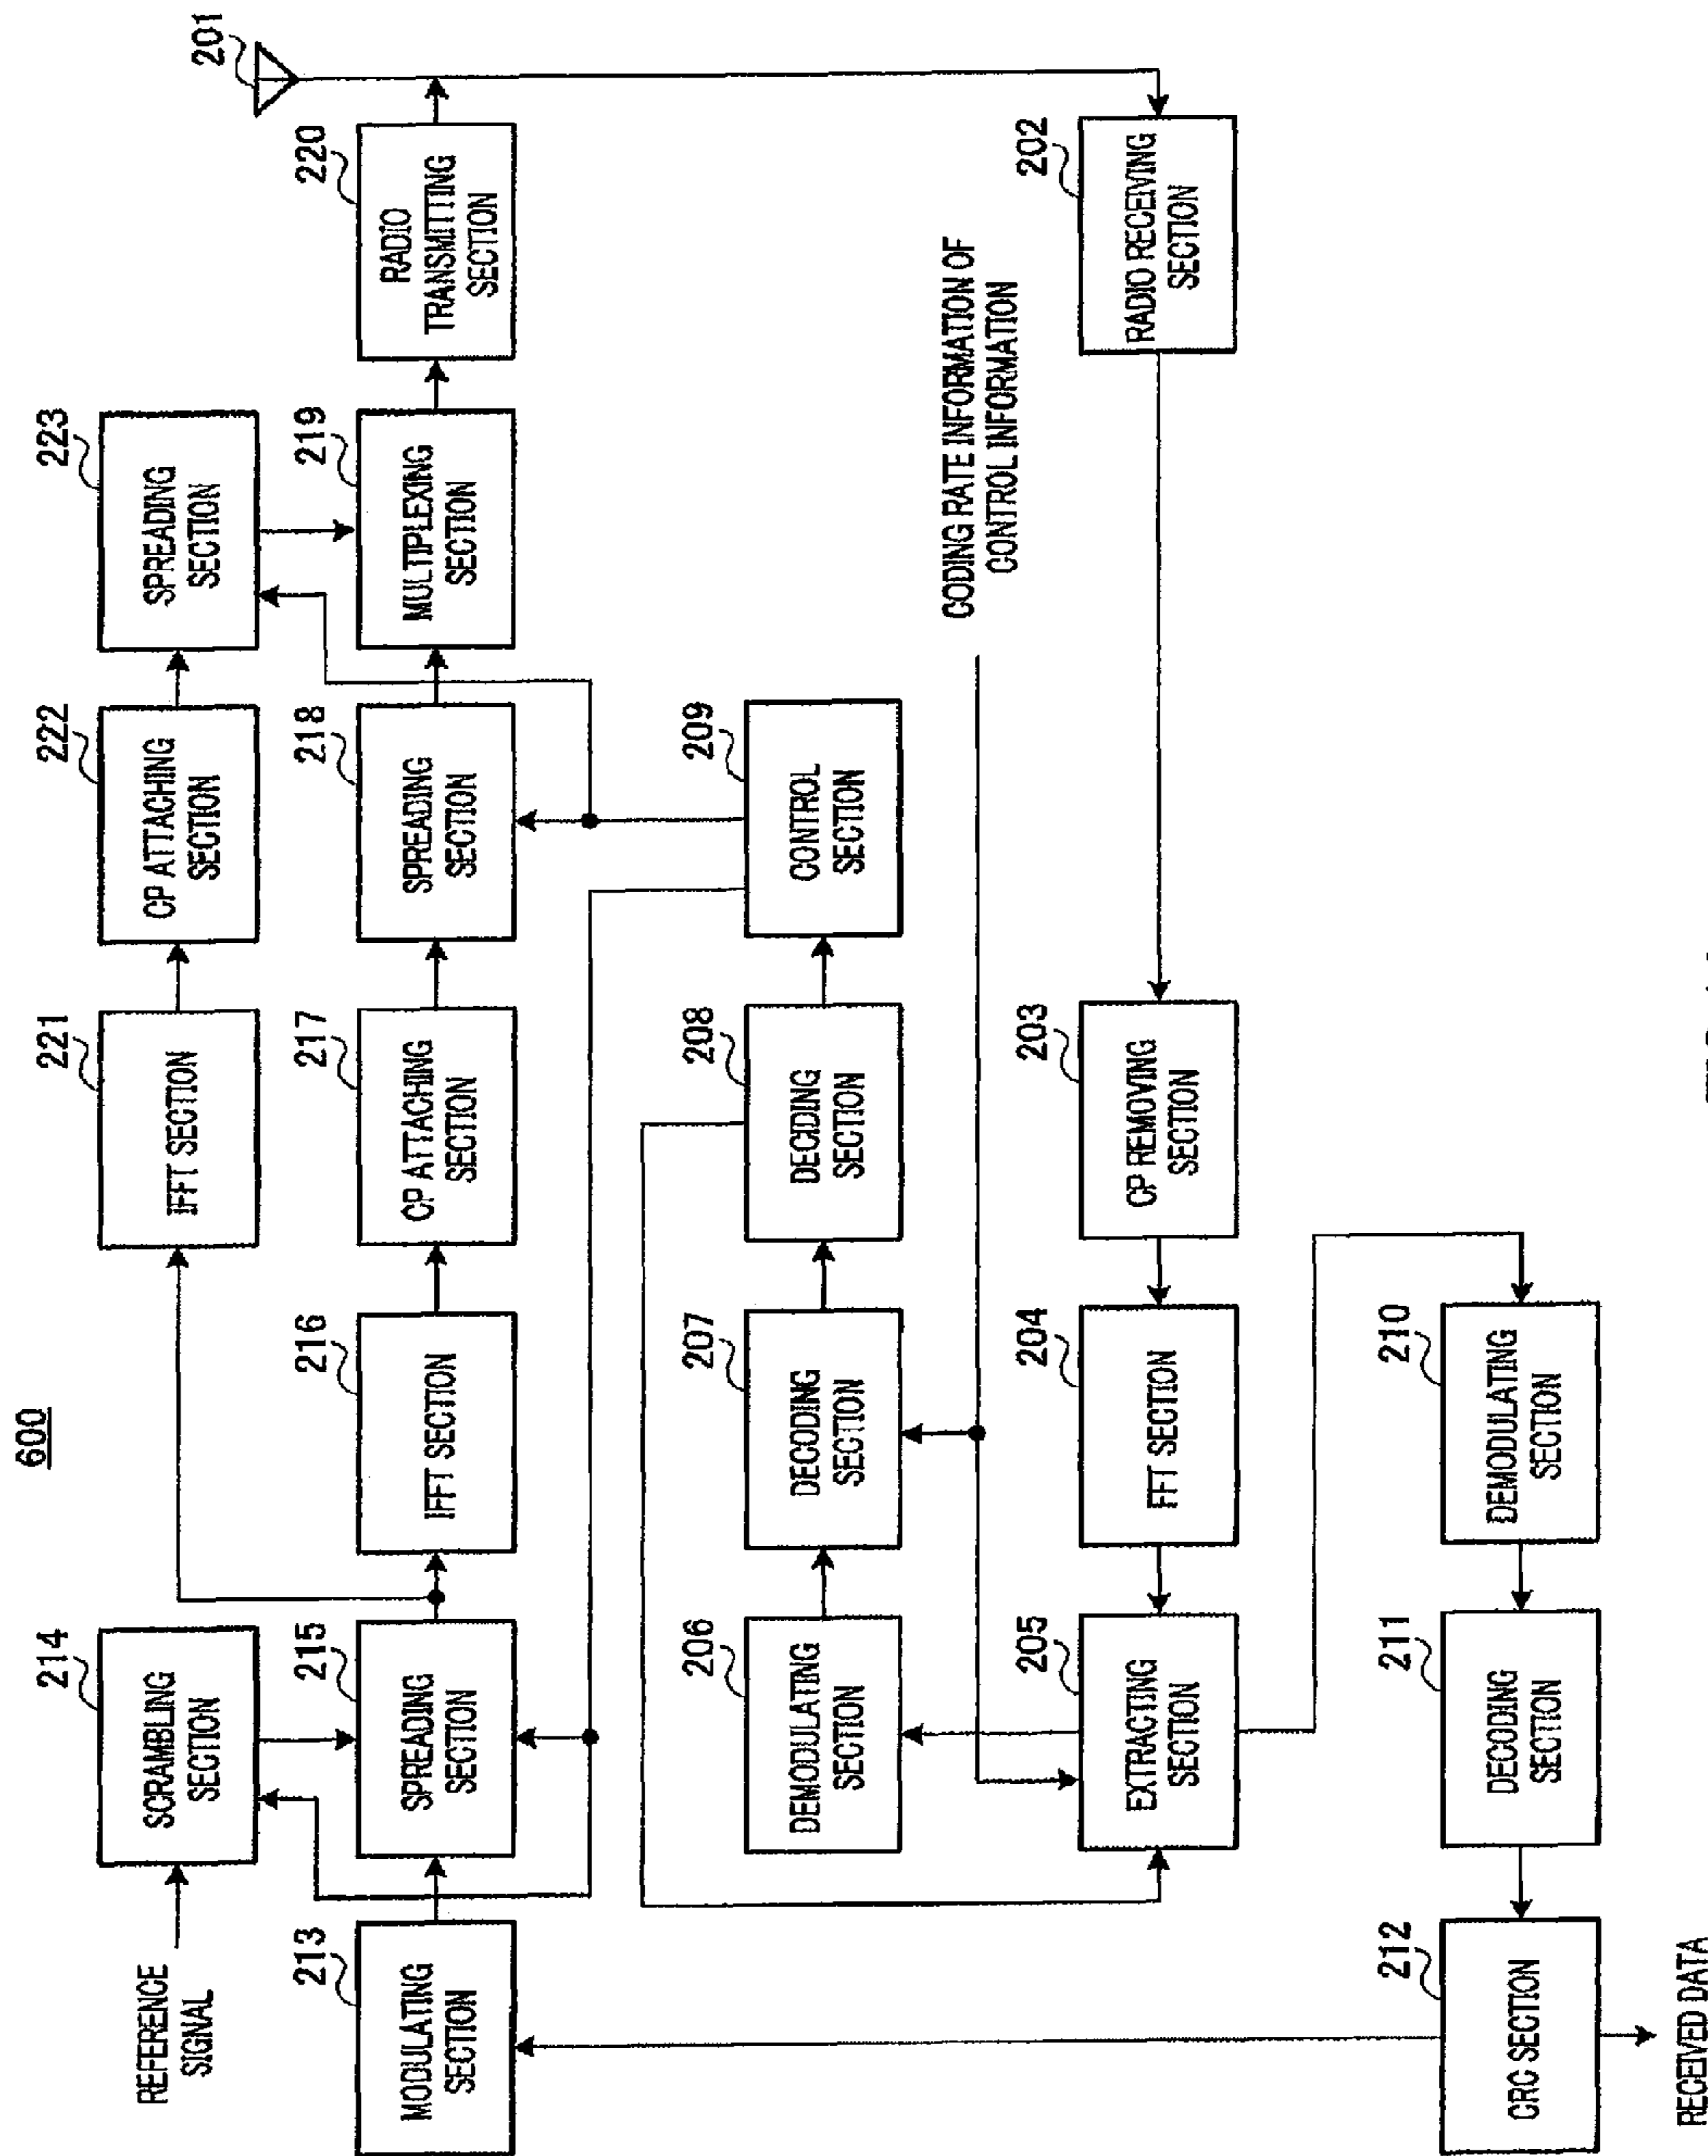 600
REFERENCE
SIGNAL
214
SCRAMBLING
SECTION
221
IFFT SECTION
222
CP ATTACHING
SECTION
223
SPREADING
SECTION
201
213
MODULATING
SECTION
215
SPREADING
SECTION
216
IFFT SECTION
217
CP ATTACHING
SECTION
218
SPREADING
SECTION
219
MULTIPLEXING
SECTION
220
RADIO
TRANSMITTING
SECTION
206
DEMODULATING
SECTION
207
DECODING
SECTION
208
DECIDING
SECTION
209
CONTROL
SECTION
CODING RATE INFORMATION OF
CONTROL INFORMATION
205
EXTRACTING
SECTION
204
FFT SECTION
203
CP REMOVING
SECTION
202
RADIO RECEIVING
SECTION
212
CRC SECTION
211
DECODING
SECTION
210
DEMODULATING
SECTION
RECEIVED DATA